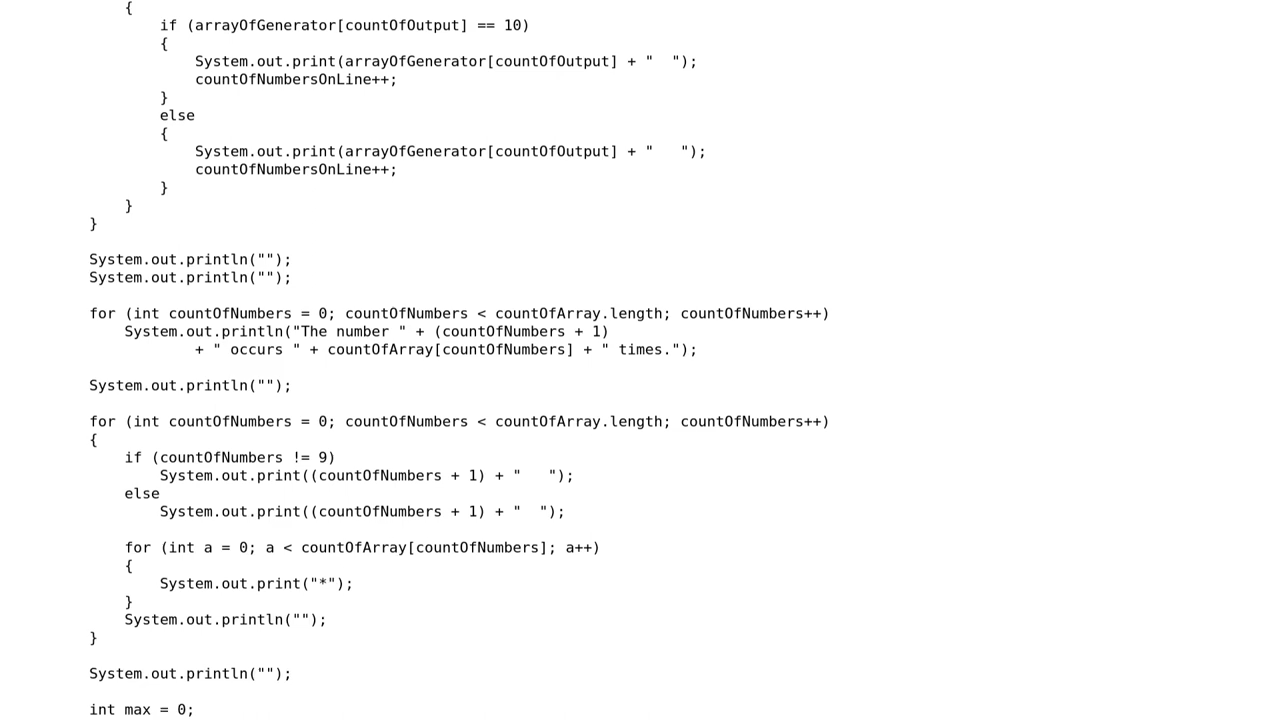 {
if (arrayOfGenerator[countOfOutput] == 10)
{
System.out.print(arrayOfGenerator[countOfOutput] + "  ");
countOfNumbersOnLine++;
}
else
{
System.out.print(arrayOfGenerator[countOfOutput] + "   ");
countOfNumbersOnLine++;
}
}
}
System.out.println("");
System.out.println("");
for (int countOfNumbers = 0; countOfNumbers < countOfArray.length; countOfNumbers++)
System.out.println("The number " + (countOfNumbers + 1)
+ " occurs " + countOfArray[countOfNumbers] + " times.");
System.out.println("");
for (int countOfNumbers = 0; countOfNumbers < countOfArray.length; countOfNumbers++)
{
if (countOfNumbers != 9)
System.out.print((countOfNumbers + 1) + "   ");
else
System.out.print((countOfNumbers + 1) + "  ");
for (int a = 0; a < countOfArray[countOfNumbers]; a++)
{
System.out.print("*");
}
System.out.println("");
}
System.out.println("");
int max = 0;